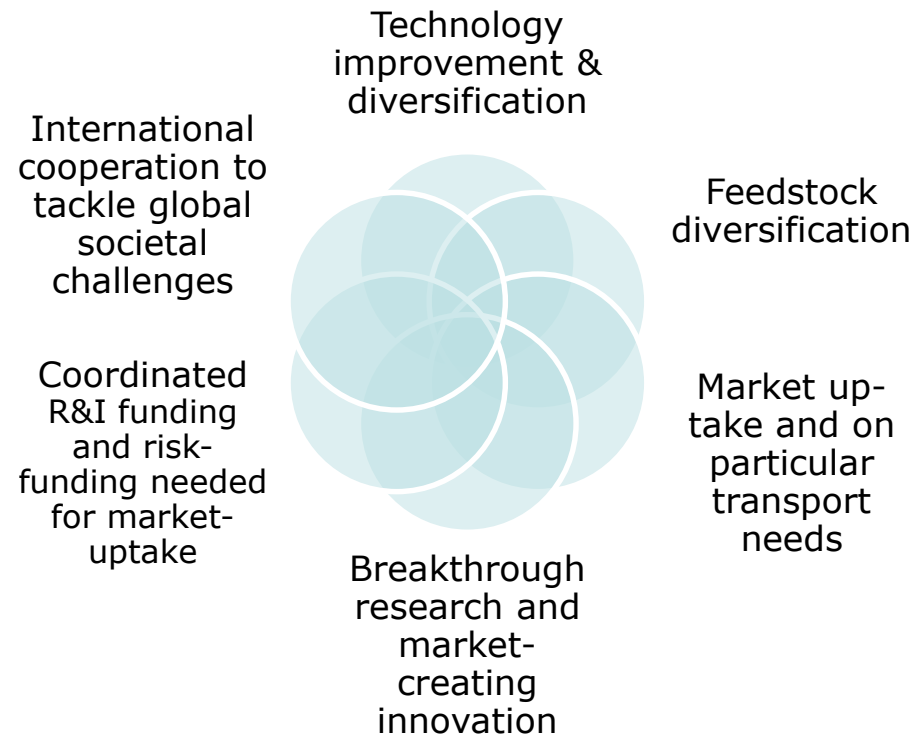 Technology
improvement &
diversification
Feedstock
diversification
Market up-
take and on
particular
transport
needs
Breakthrough
research and
market-
creating
innovation
Coordinated
R&I funding
and risk-
funding needed
for market-
uptake
International
cooperation to
tackle global
societal
challenges